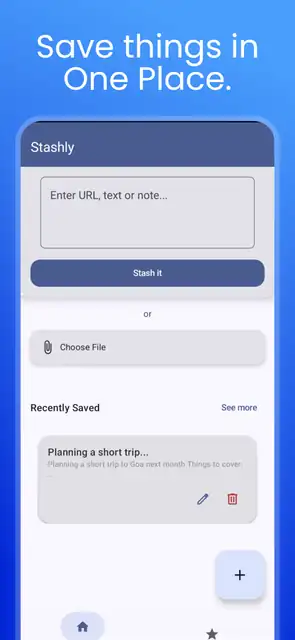 Save things in
One Place.
Stashly
Enter URL, text or note...
Stash it
or
Choose File
Recently Saved
See more
Planning a short trip...
Planning a short trip to Goa next month Things to cover
...
+